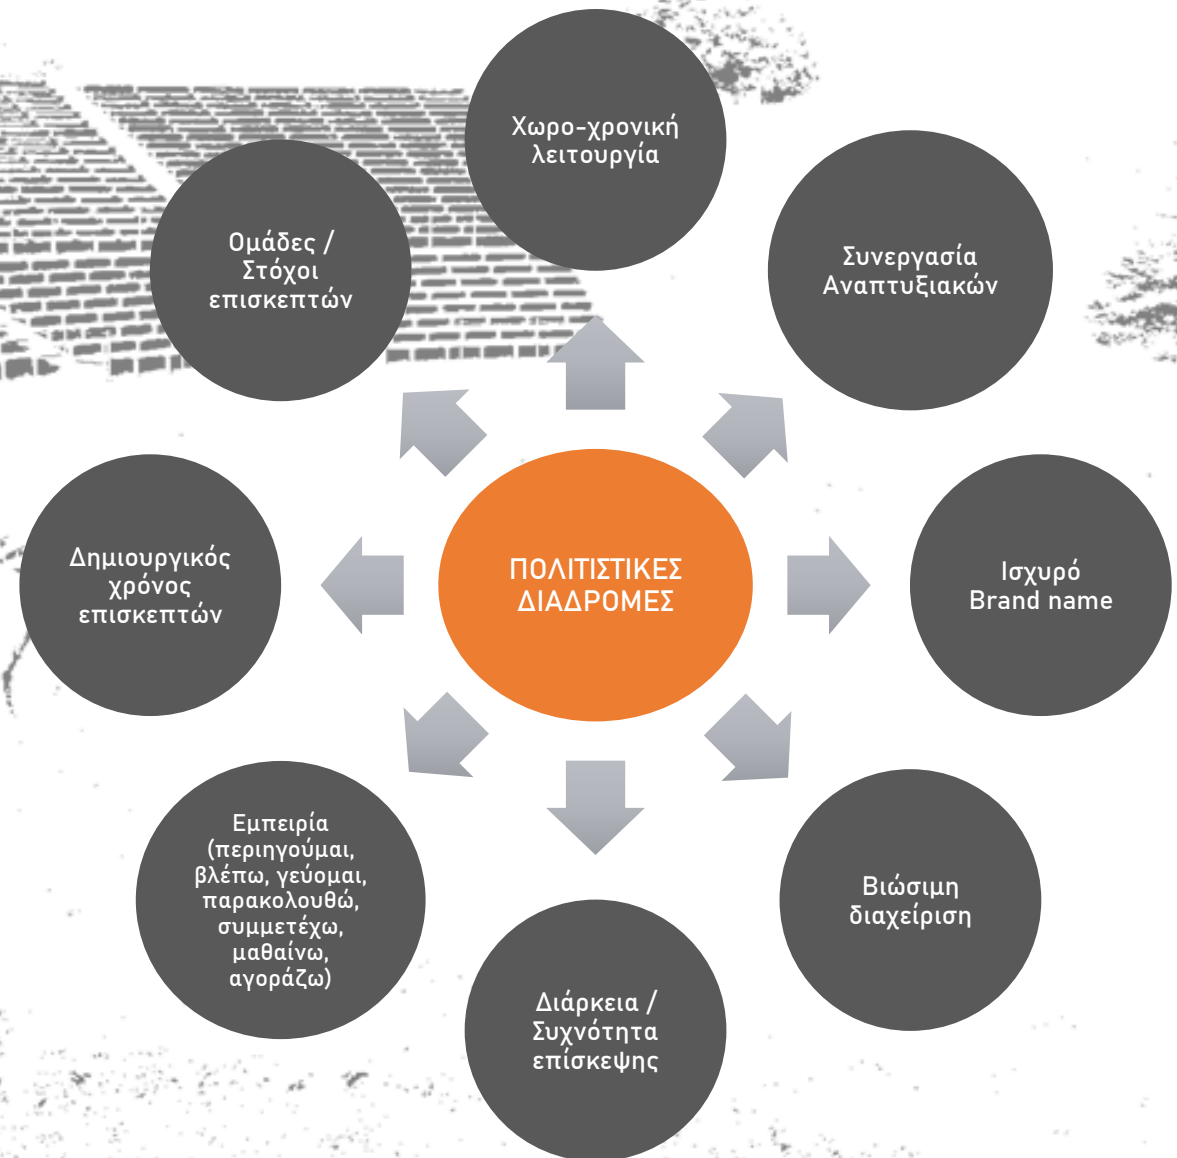 Χωρο-χρονική
λειτουργία
Συνεργασία
Αναπτυξιακών
Ισχυρό
Brand name
Βιώσιμη
διαχείριση
Διάρκεια /
Συχνότητα
επίσκεψης
Εμπειρία
(περιηγούμαι,
βλέπω, γεύομαι,
παρακολουθώ,
συμμετέχω,
μαθαίνω,
αγοράζω)
Δημιουργικός
χρόνος
επισκεπτών
Ομάδες /
Στόχοι
επισκεπτών
ΠΟΛΙΤΙΣΤΙΚΕΣ
ΔΙΑΔΡΟΜΕΣ